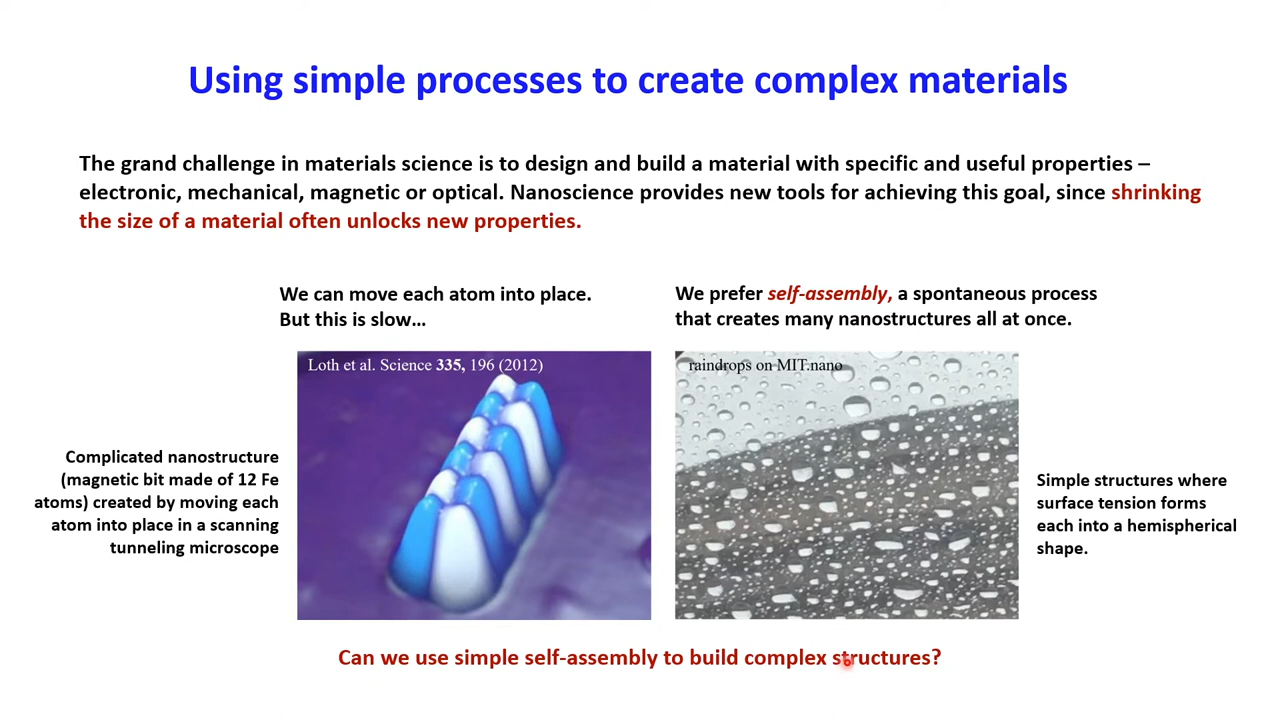 Using simple processes to create complex materials
The grand challenge in materials science is to design and build a material with specific and useful properties –
electronic, mechanical, magnetic or optical. Nanoscience provides new tools for achieving this goal, since shrinking
the size of a material often unlocks new properties.
We can move each atom into place.
But this is slow…
We prefer self-assembly, a spontaneous process
that creates many nanostructures all at once.
Loth et al. Science 335, 196 (2012)
raindrops on MIT.nano
Complicated nanostructure
(magnetic bit made of 12 Fe
atoms) created by moving each
atom into place in a scanning
tunneling microscope
Simple structures where
surface tension forms
each into a hemispherical
shape.
Can we use simple self-assembly to build complex structures?